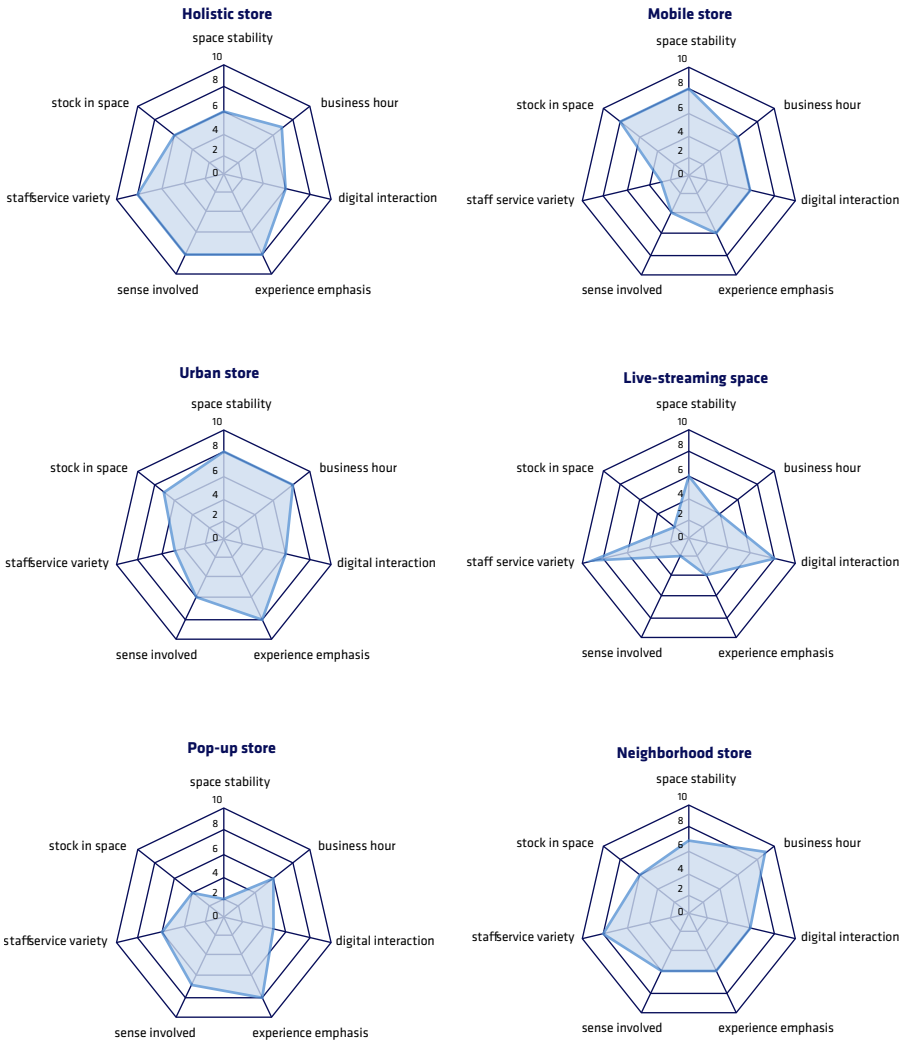 Holistic store
space stability
10
8
4
2
0
stock in space
business hour
staffservice variety
digital interaction
sense involved
experience emphasis
Mobile store
space stability
10
8
6
4
2
0
stock in space
business hour
staff service variety
digital interaction
sense involved
experience emphasis
Urban store
space stability
10
8
6
4
2
0
stock in space
business hour
staffservice variety
digital interaction
sense involved
experience emphasis
Live-streaming space
space stability
10
8
6
4
2
0
stock in space
business hour
staff service variety
digital interaction
sense involved
experience emphasis
Pop-up store
space stability
10
8
6
4
2
0
stock in space
business hour
staffservice variety
digital interaction
sense involved
experience emphasis
Neighborhood store
space stability
10
8
6
4
2
0
stock in space
business hour
staffservice variety
digital interaction
sense involved
experience emphasis